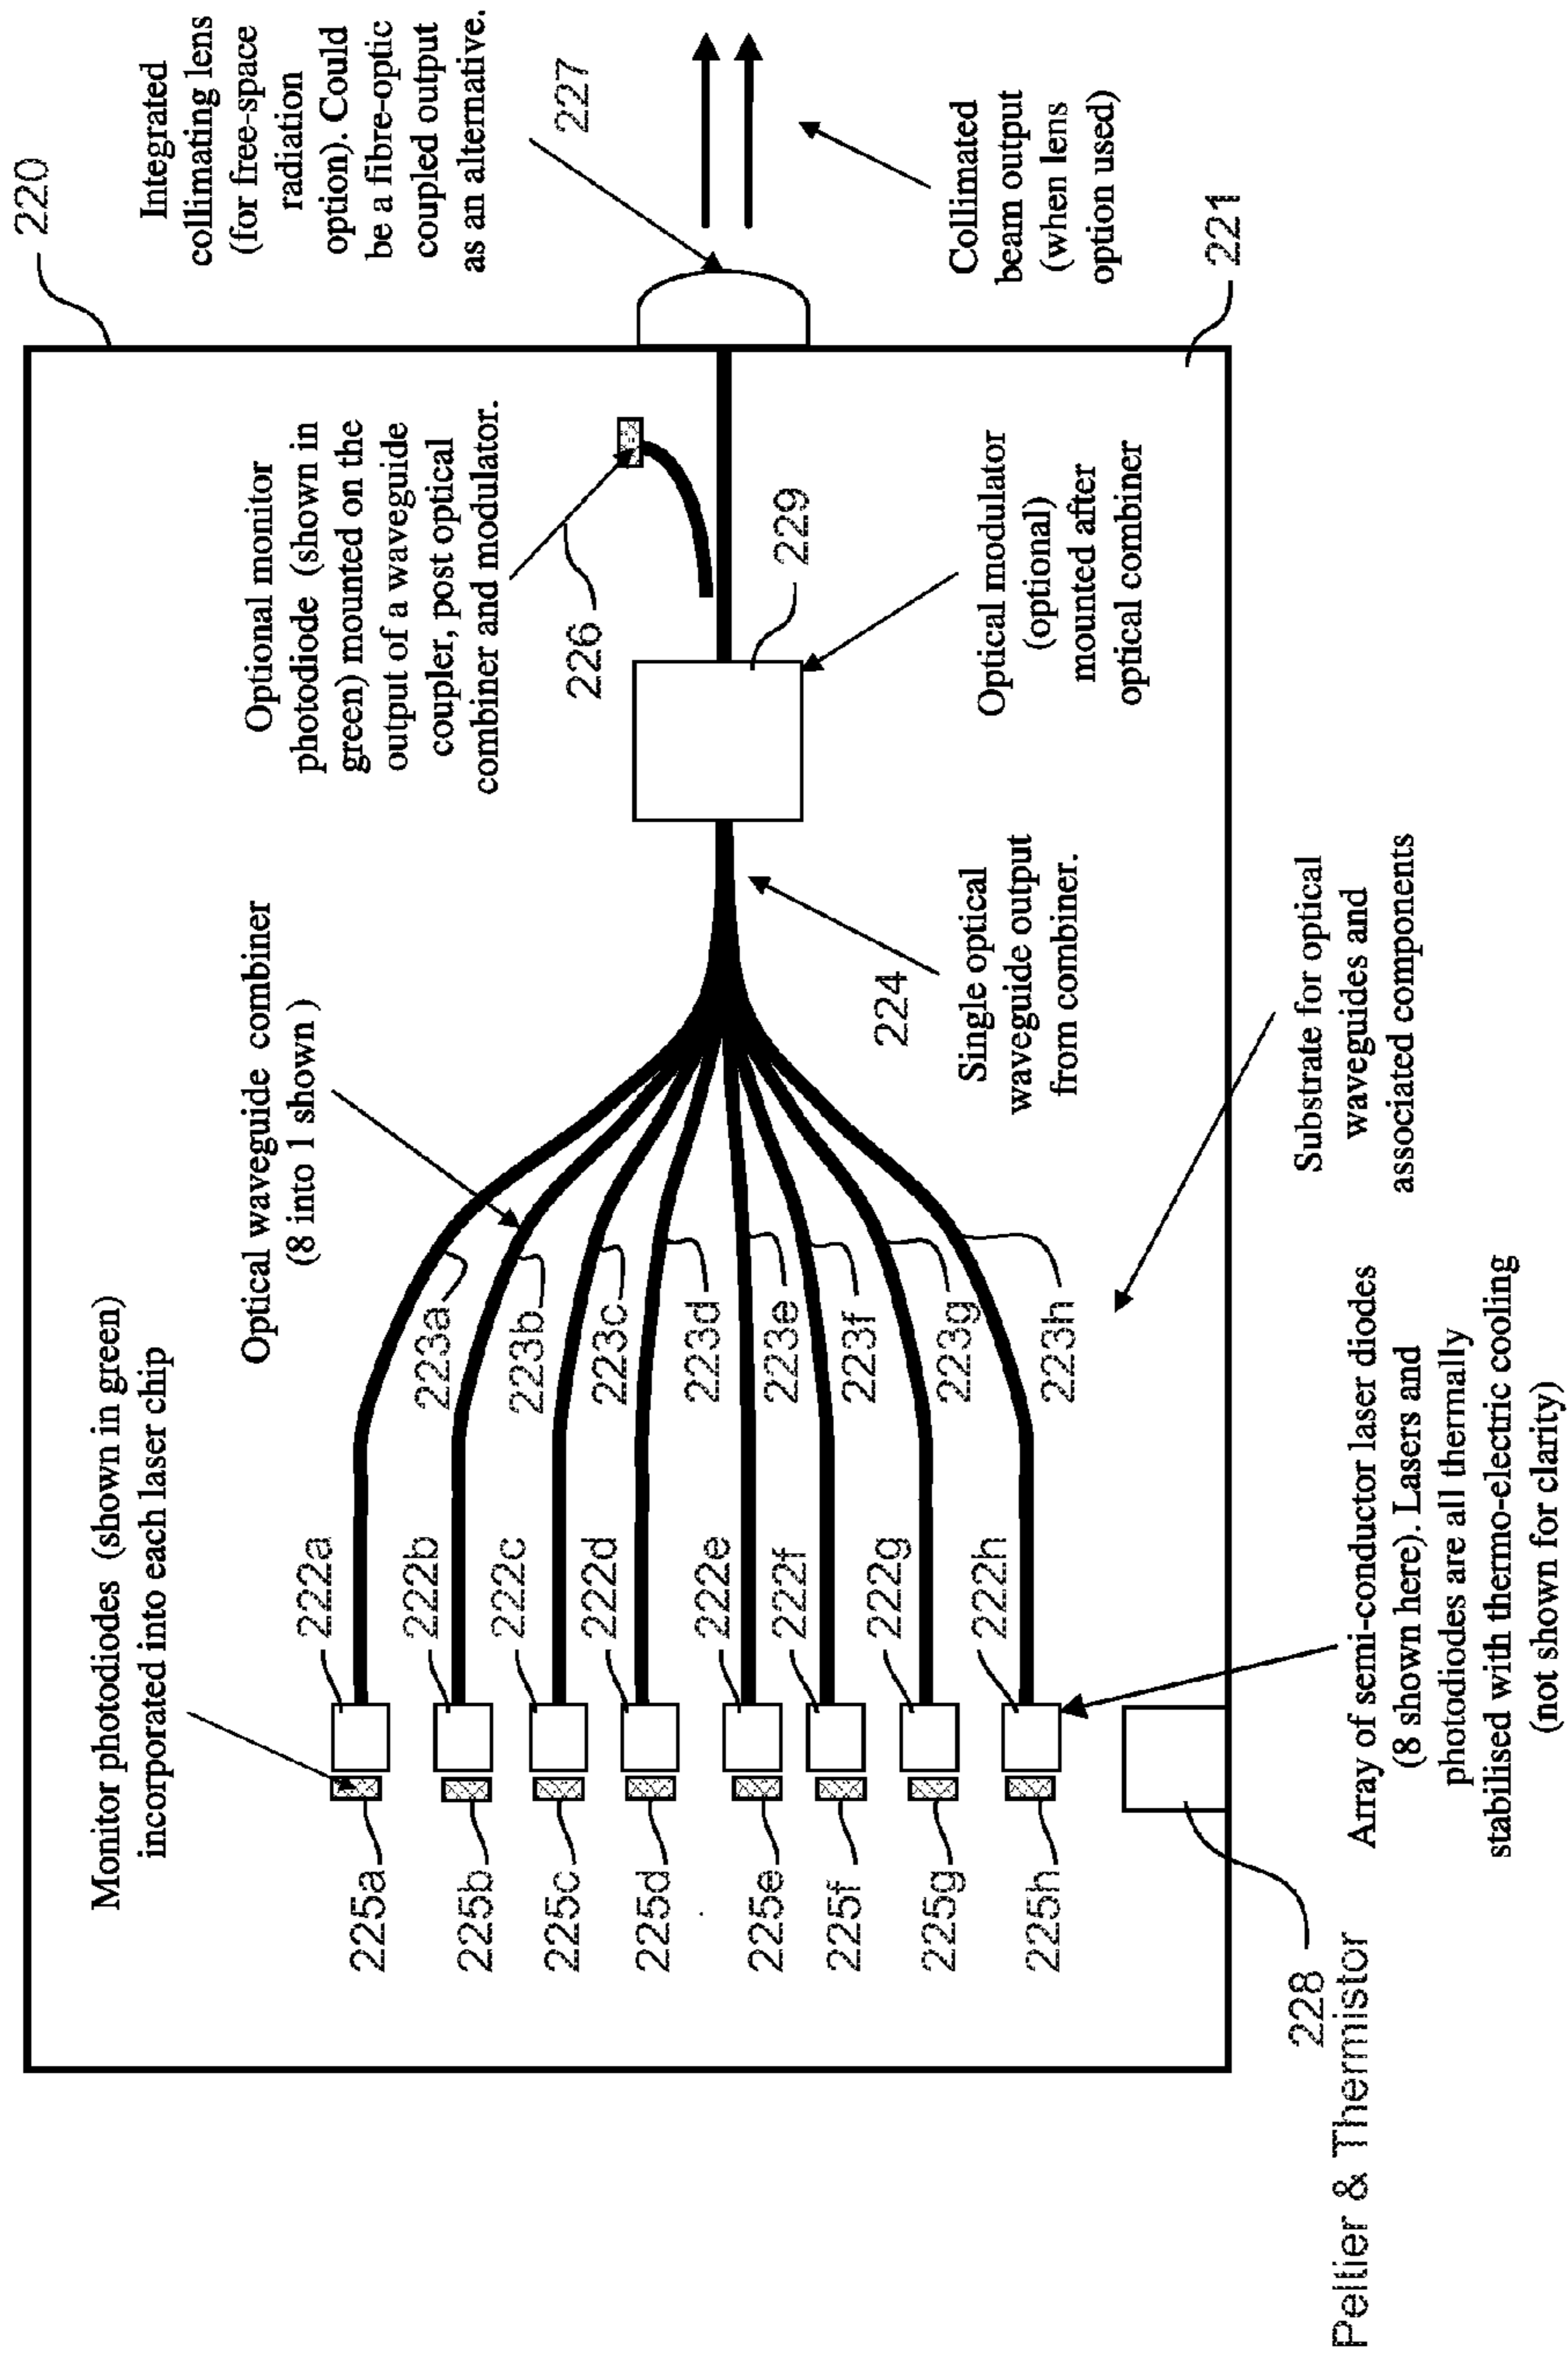 220
Integrated
collimating lens
(for free-space
radiation
option). Could
be a fibre-optic
coupled output
as an alternative.
227
Collimated
beam output
(when lens
option used)
221
Optional monitor
photodiode (shown in
green) mounted on the
output of a waveguide
coupler, post optical
combiner and modulator.
226
229
Optical modulator
(optional)
mounted after
optical combiner
Optical waveguide combiner
(8 into 1 shown)
224
Single optical
waveguide output
from combiner.
Substrate for optical
waveguides and
associated components
Monitor photodiodes (shown in green)
incorporated into each laser chip
223a
223b
223c
223d
223e
223f
223g
223h
222a
222b
222c
222d
222e
222f
222g
222h
225a
225b
225c
225d
225e
225f
225g
225h
Array of semi-conductor laser diodes
(8 shown here). Lasers and
photodiodes are all thermally
stabilised with thermo-electric cooling
(not shown for clarity)
228
Peltier & Thermistor